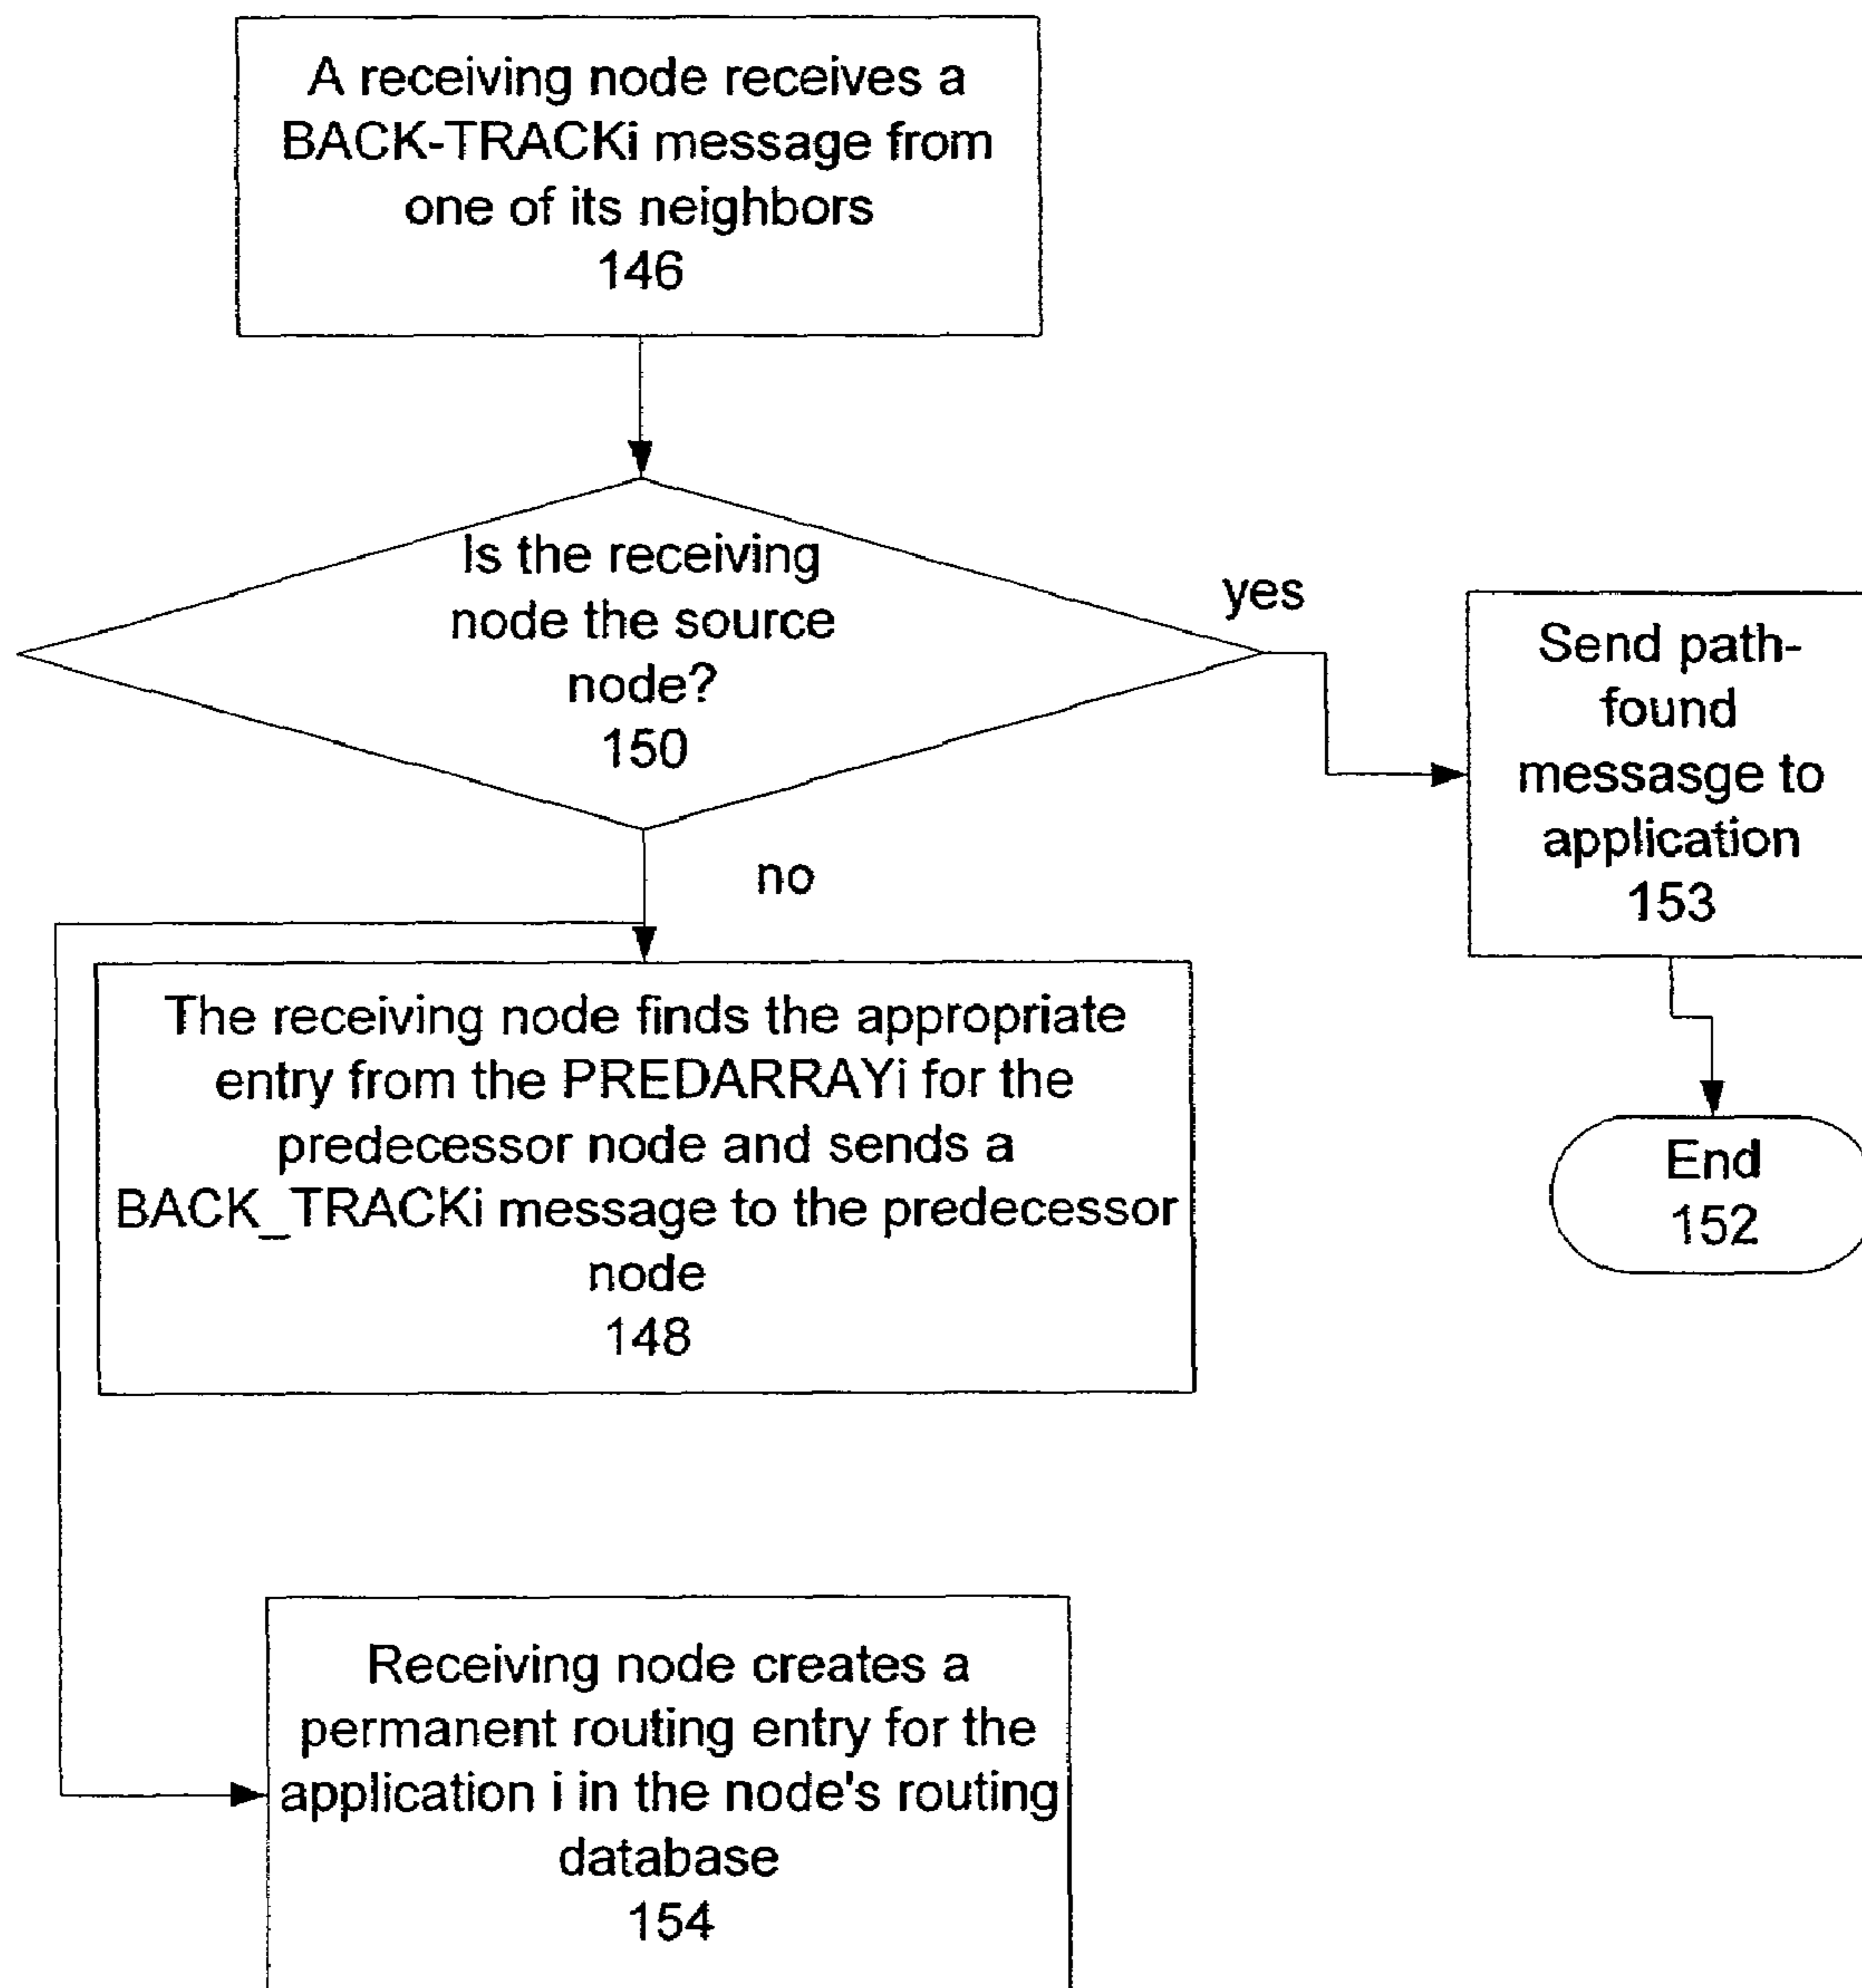 A receiving node receives a
BACK-TRACKi message from
one of its neighbors
146
Is the receiving
node the source
node?
150
yes
Send path-
found
messasge to
application
153
no
End
152
The receiving node finds the appropriate
entry from the PREDARRAYi for the
predecessor node and sends a
BACK_TRACKi message to the predecessor
node
148
Receiving node creates a
permanent routing entry for the
application i in the node's routing
database
154